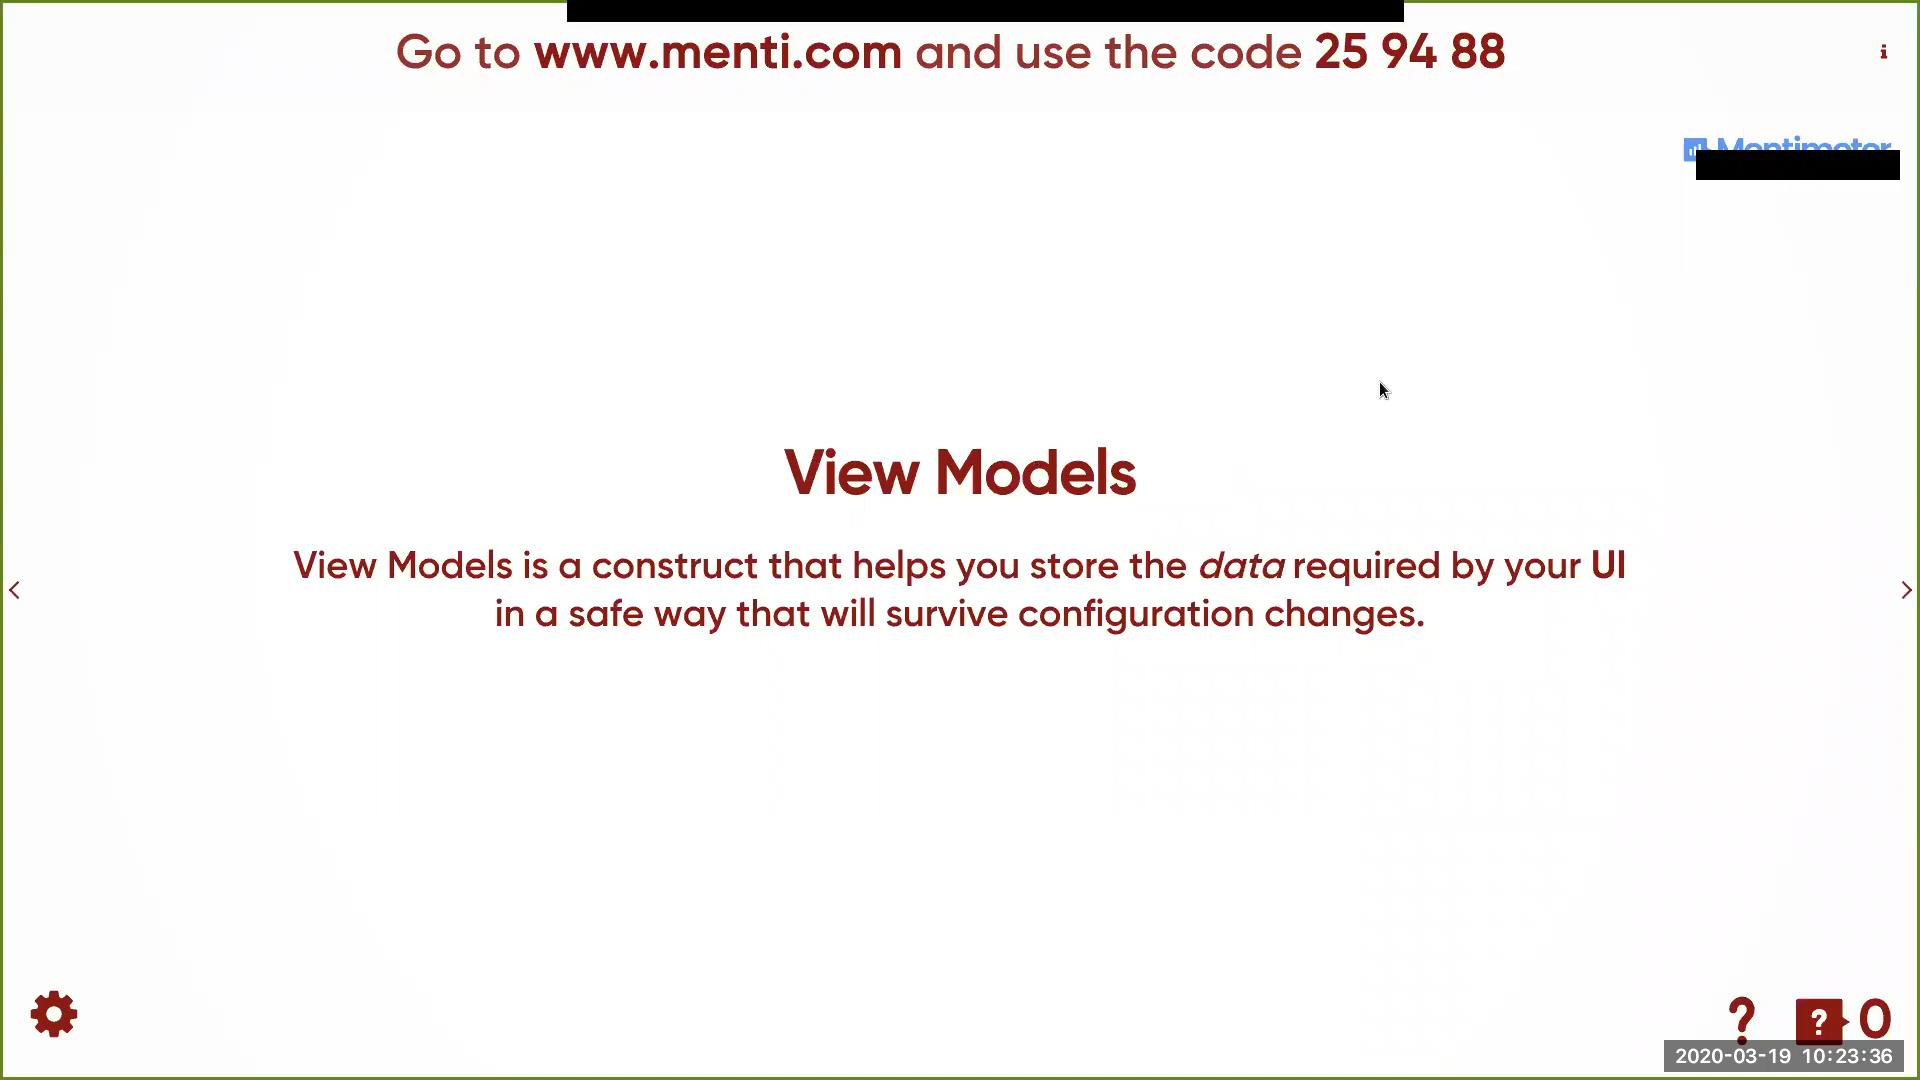 Go to www.menti.com and use the code 25 94 88
Mentimeter
View Models
View Models is a construct that helps you store the data required by your UI
in a safe way that will survive configuration changes.
? ? 0
2020-03-19 10:23:36